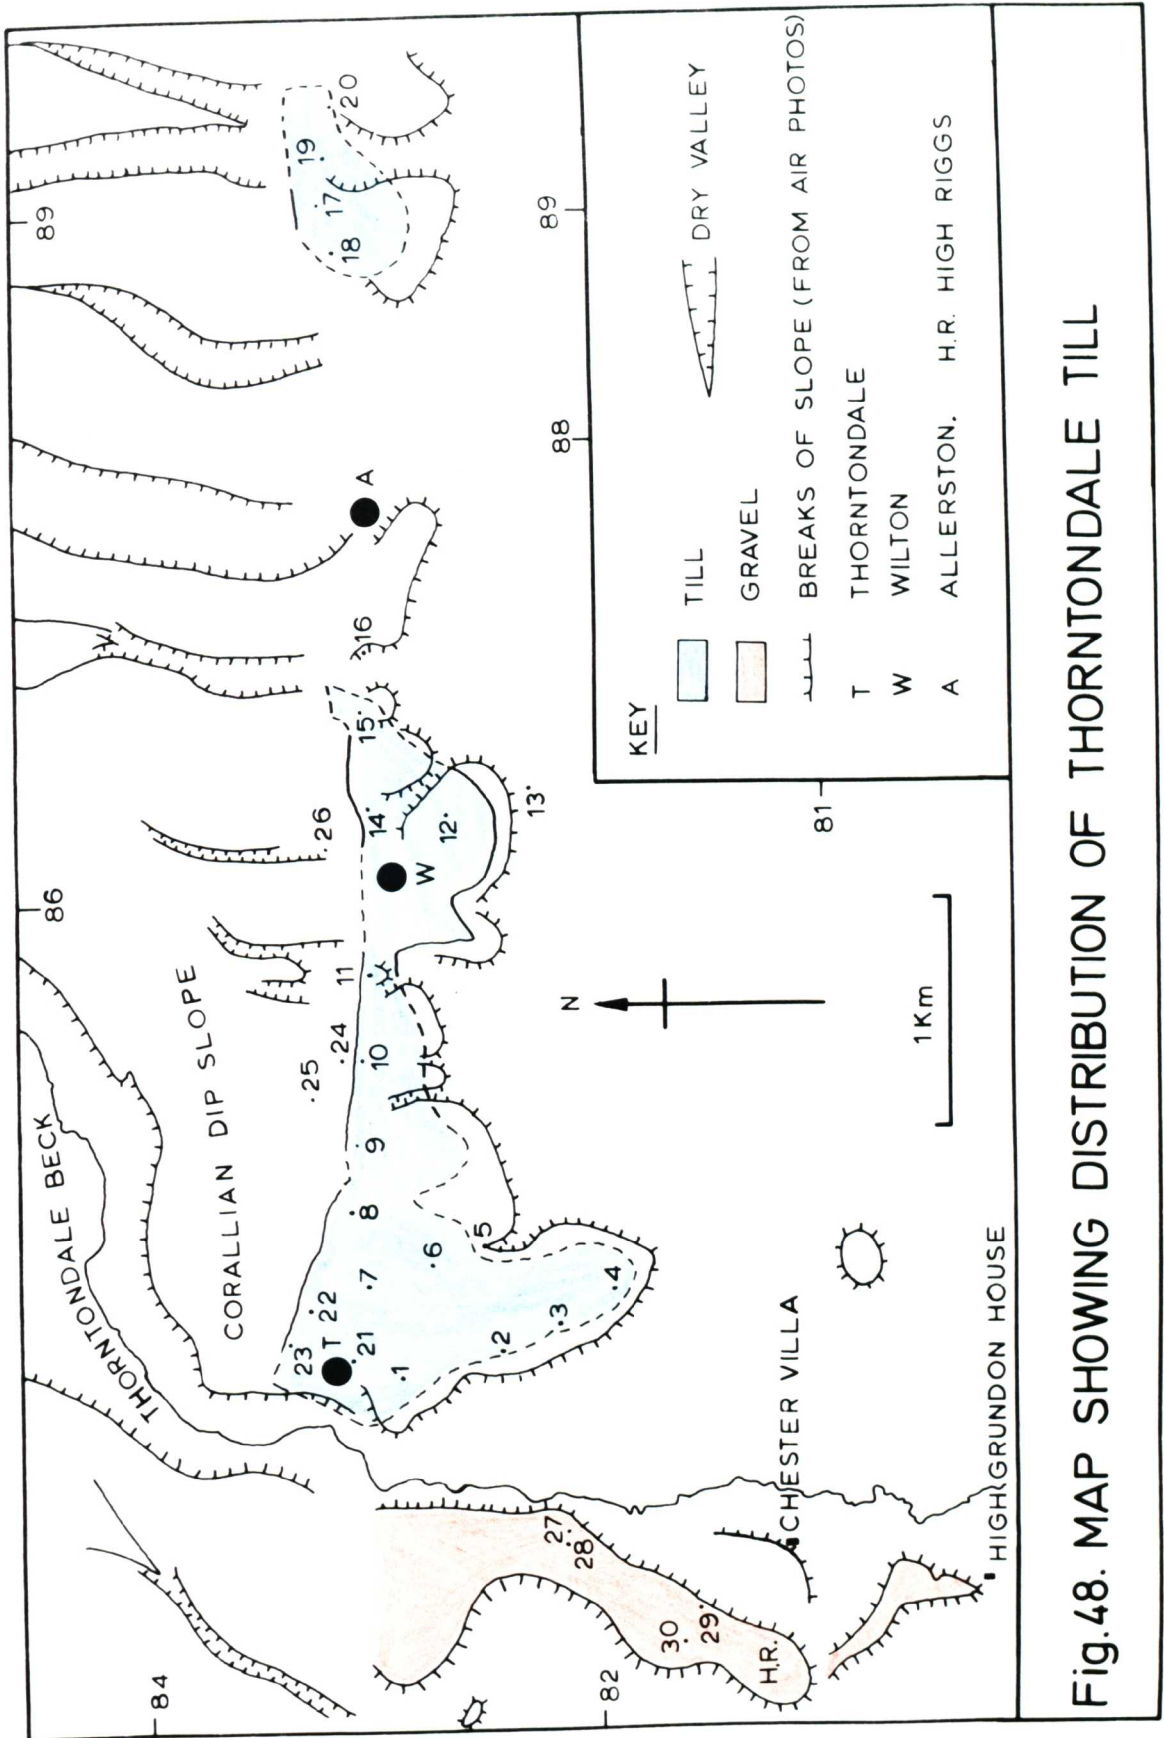 89
84
THORNTONDALE BECK
CORALLIAN DIP SLOPE
86
25
24
11
26
23
T
22
21
1
7
8
9
10
W
14
12
13
15
16
A
18
17
19
20
6
5
2
3
4
27
28
30
29
H.R.
82
CHESTER VILLA
HIGH GRUNDON HOUSE
N
1Km
88
89
81
KEY
TILL
DRY VALLEY
GRAVEL
BREAKS OF SLOPE (FROM AIR PHOTOS)
T THORNTONDALE
W WILTON
A ALLERSTON. H.R. HIGH RIGGS
Fig.48. MAP SHOWING DISTRIBUTION OF THORNTONDALE TILL